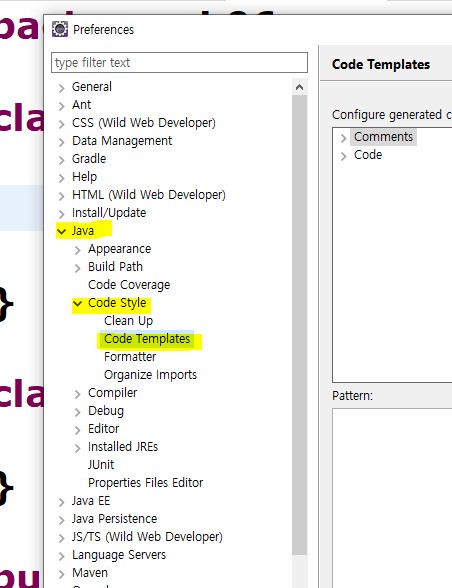 Preferences
type filter text
General
Ant
CSS (Wild Web Developer)
Data Management
Gradle
Help
HTML (Wild Web Developer)
Install/Update
Java
Appearance
Build Path
Code Coverage
Code Style
Clean Up
Code Templates
Formatter
Organize Imports
Compiler
Debug
Editor
Installed JREs
JUnit
Properties Files Editor
Java EE
Java Persistence
JS/TS (Wild Web Developer)
Language Servers
Maven
Code Templates
Configure generated c
Comments
Code
Pattern:
cla
}
cla
}